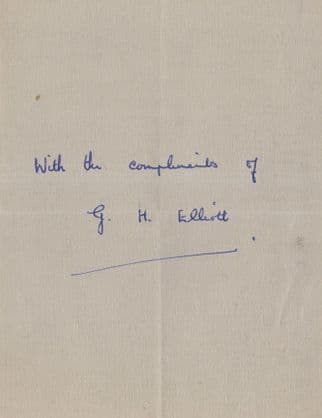 With the compliments of
G. H. Elliott.